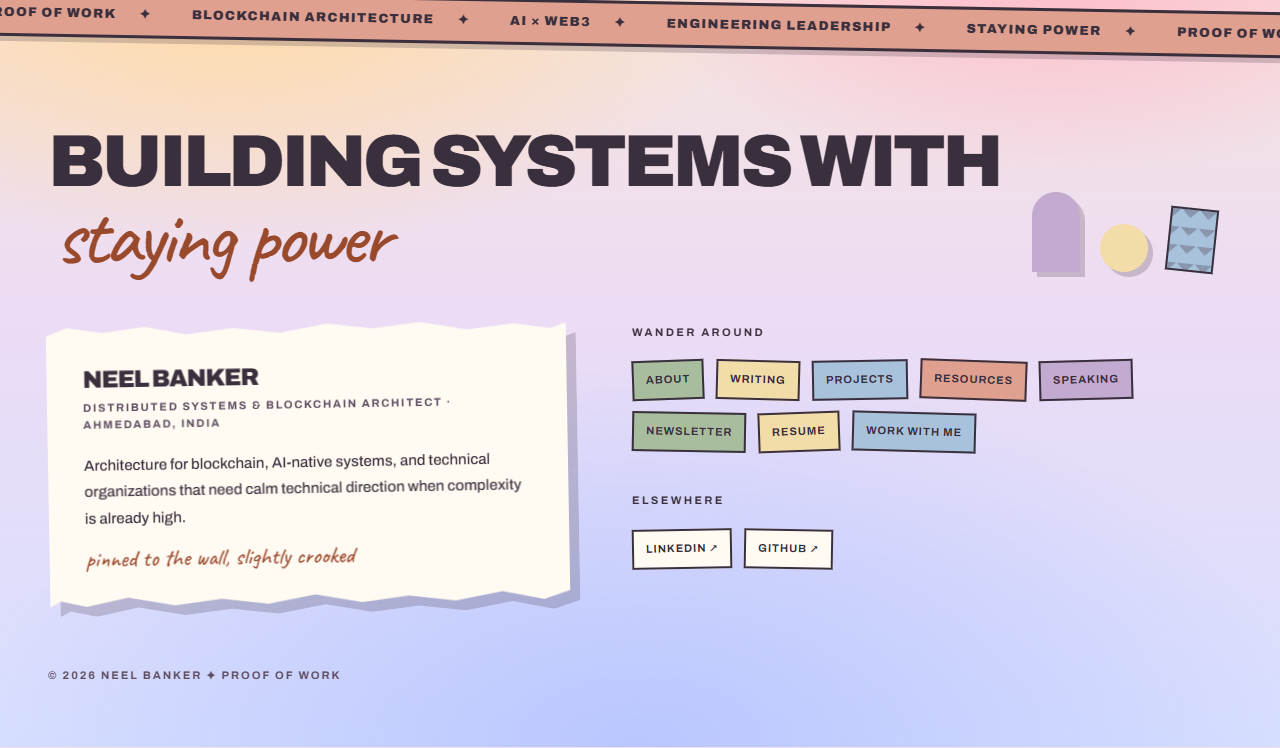 ROOF OF WORK ✦ BLOCKCHAIN ARCHITECTURE ✦ AI × WEB3 ✦ ENGINEERING LEADERSHIP ✦ STAYING POWER ✦ PROOF OF WO
BUILDING SYSTEMS WITH
staying power
NEEL BANKER
DISTRIBUTED SYSTEMS & BLOCKCHAIN ARCHITECT ·
AHMEDABAD, INDIA
Architecture for blockchain, AI-native systems, and technical
organizations that need calm technical direction when complexity
is already high.
pinned to the wall, slightly crooked
WANDER AROUND
ABOUT WRITING PROJECTS RESOURCES SPEAKING
NEWSLETTER RESUME WORK WITH ME
ELSEWHERE
LINKEDIN ↗ GITHUB ↗
© 2026 NEEL BANKER ✦ PROOF OF WORK